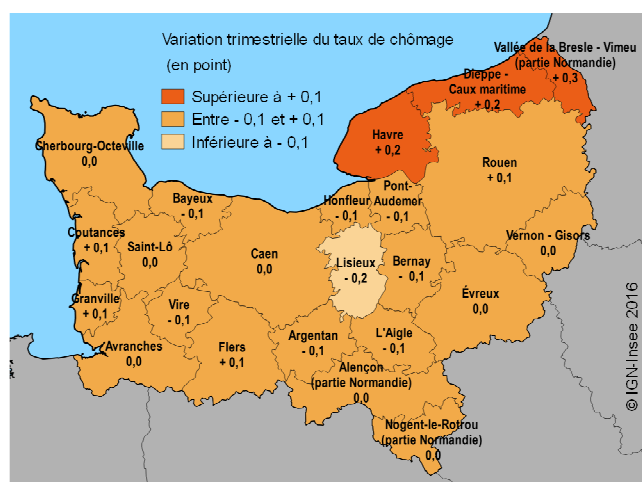 Variation trimestrielle du taux de chômage
(en point)
Supérieure à + 0,1
Entre - 0,1 et + 0,1
Inférieure à - 0,1
Vallée de la Bresle - Vimeu
(partie Normandie)
+ 0,3
Dieppe -
Caux maritime
+ 0,2
Havre
+ 0,2
Cherbourg-Octeville
0,0
Rouen
+ 0,1
Bayeux
- 0,1
Honfleur
- 0,1
Pont-
Audemer
- 0,1
Coutances
+ 0,1
Saint-Lô
0,0
Caen
0,0
Lisieux
- 0,2
Bernay
- 0,1
Vernon - Gisors
0,0
Évreux
0,0
Granville
+ 0,1
Vire
- 0,1
Avranches
0,0
Flers
+ 0,1
Argentan
- 0,1
L'Aigle
- 0,1
Alençon
(partie Normandie)
0,0
Nogent-le-Rotrou
(partie Normandie)
0,0
© IGN-Insee 2016